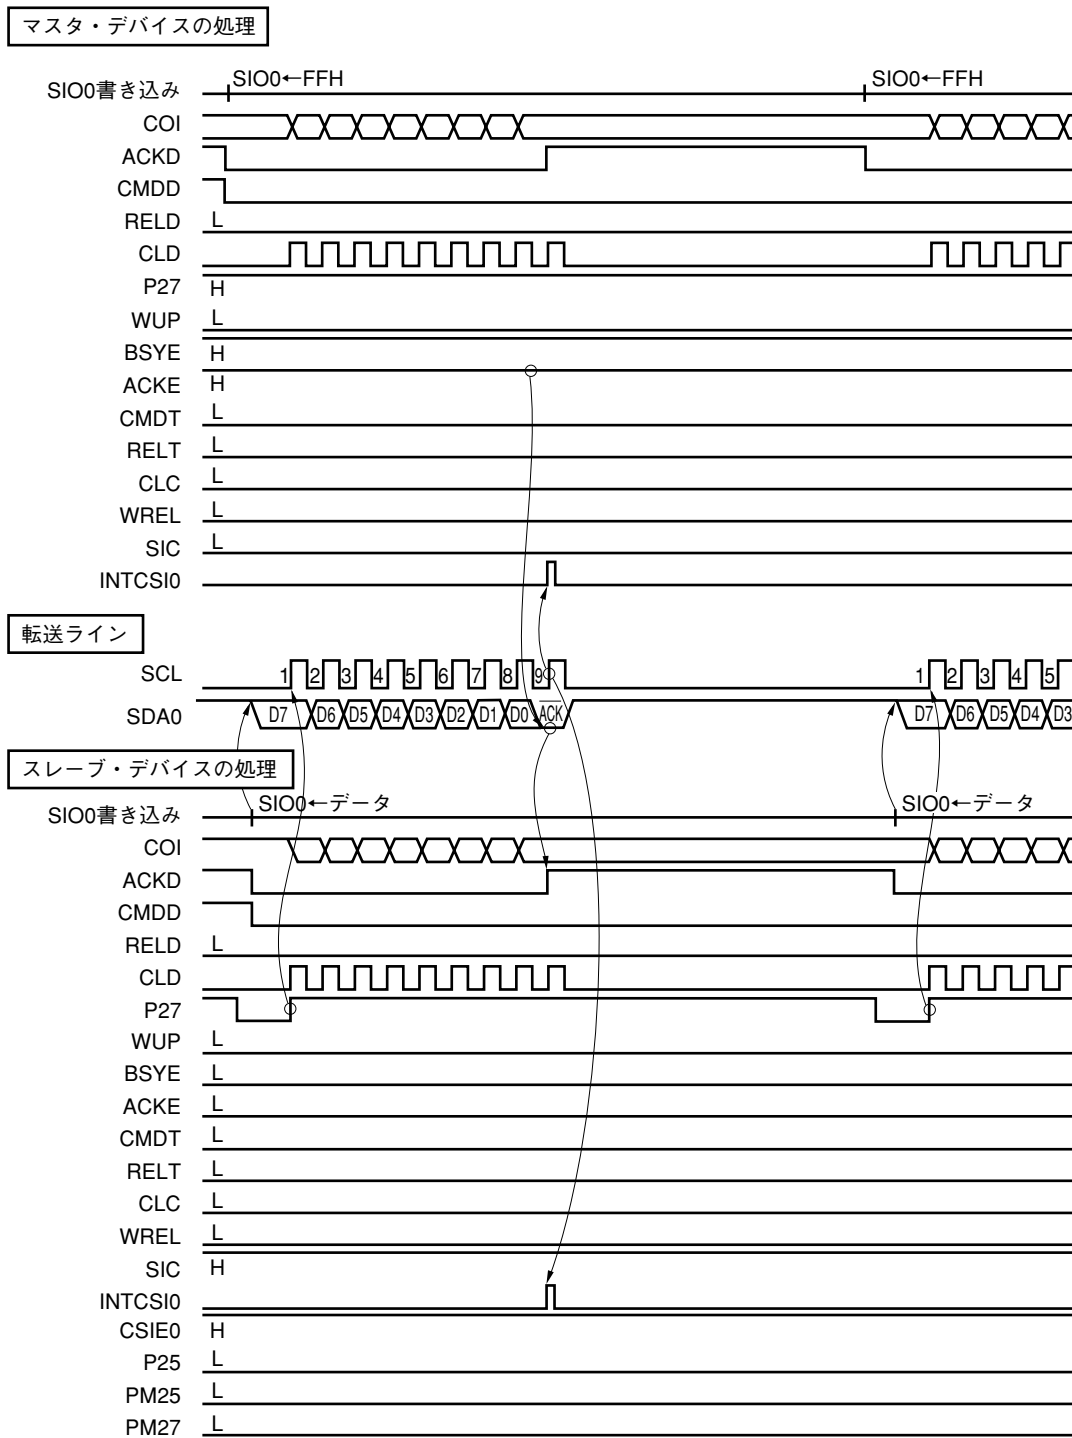 マスタ・デバイスの処理
SIO0書き込み SIO0←FFH SIO0←FFH
COI
ACKD
CMDD
RELD L
CLD
P27 H
WUP L
BSYE H
ACKE H
CMDT L
RELT L
CLC L
WREL L
SIC L
INTCSI0
転送ライン
SCL 1 2 3 4 5 6 7 8 9 1 2 3 4 5
SDA0 D7 D6 D5 D4 D3 D2 D1 D0 ACK D7 D6 D5 D4 D3
スレーブ・デバイスの処理
SIO0書き込み SIO0←データ SIO0←データ
COI
ACKD
CMDD
RELD L
CLD
P27
WUP L
BSYE L
ACKE L
CMDT L
RELT L
CLC L
WREL L
SIC H
INTCSI0
CSIE0 H
P25 L
PM25 L
PM27 L